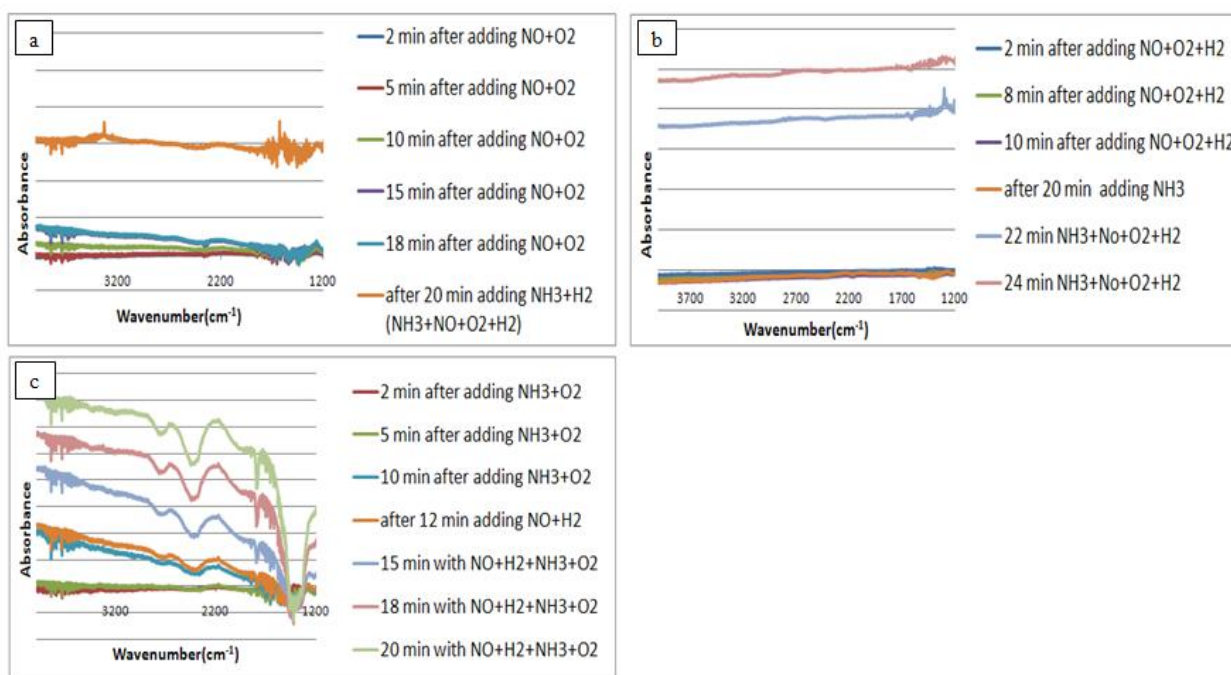 a
2 min after adding NO+O2
5 min after adding NO+O2
10 min after adding NO+O2
15 min after adding NO+O2
18 min after adding NO+O2
after 20 min adding NH3+H2
(NH3+NO+O2+H2)
Absorbance
3200 2200 1200
Wavenumber(cm-1)
b
2 min after adding NO+O2+H2
8 min after adding NO+O2+H2
10 min after adding NO+O2+H2
after 20 min adding NH3
22 min NH3+No+O2+H2
24 min NH3+No+O2+H2
Absorbance
3700 3200 2700 2200 1700 1200
Wavenumber(cm-1)
c
2 min after adding NH3+O2
5 min after adding NH3+O2
10 min after adding NH3+O2
after 12 min adding NO+H2
15 min with NO+H2+NH3+O2
18 min with NO+H2+NH3+O2
20 min with NO+H2+NH3+O2
Absorbance
3200 2200 1200
Wavenumber(cm-1)